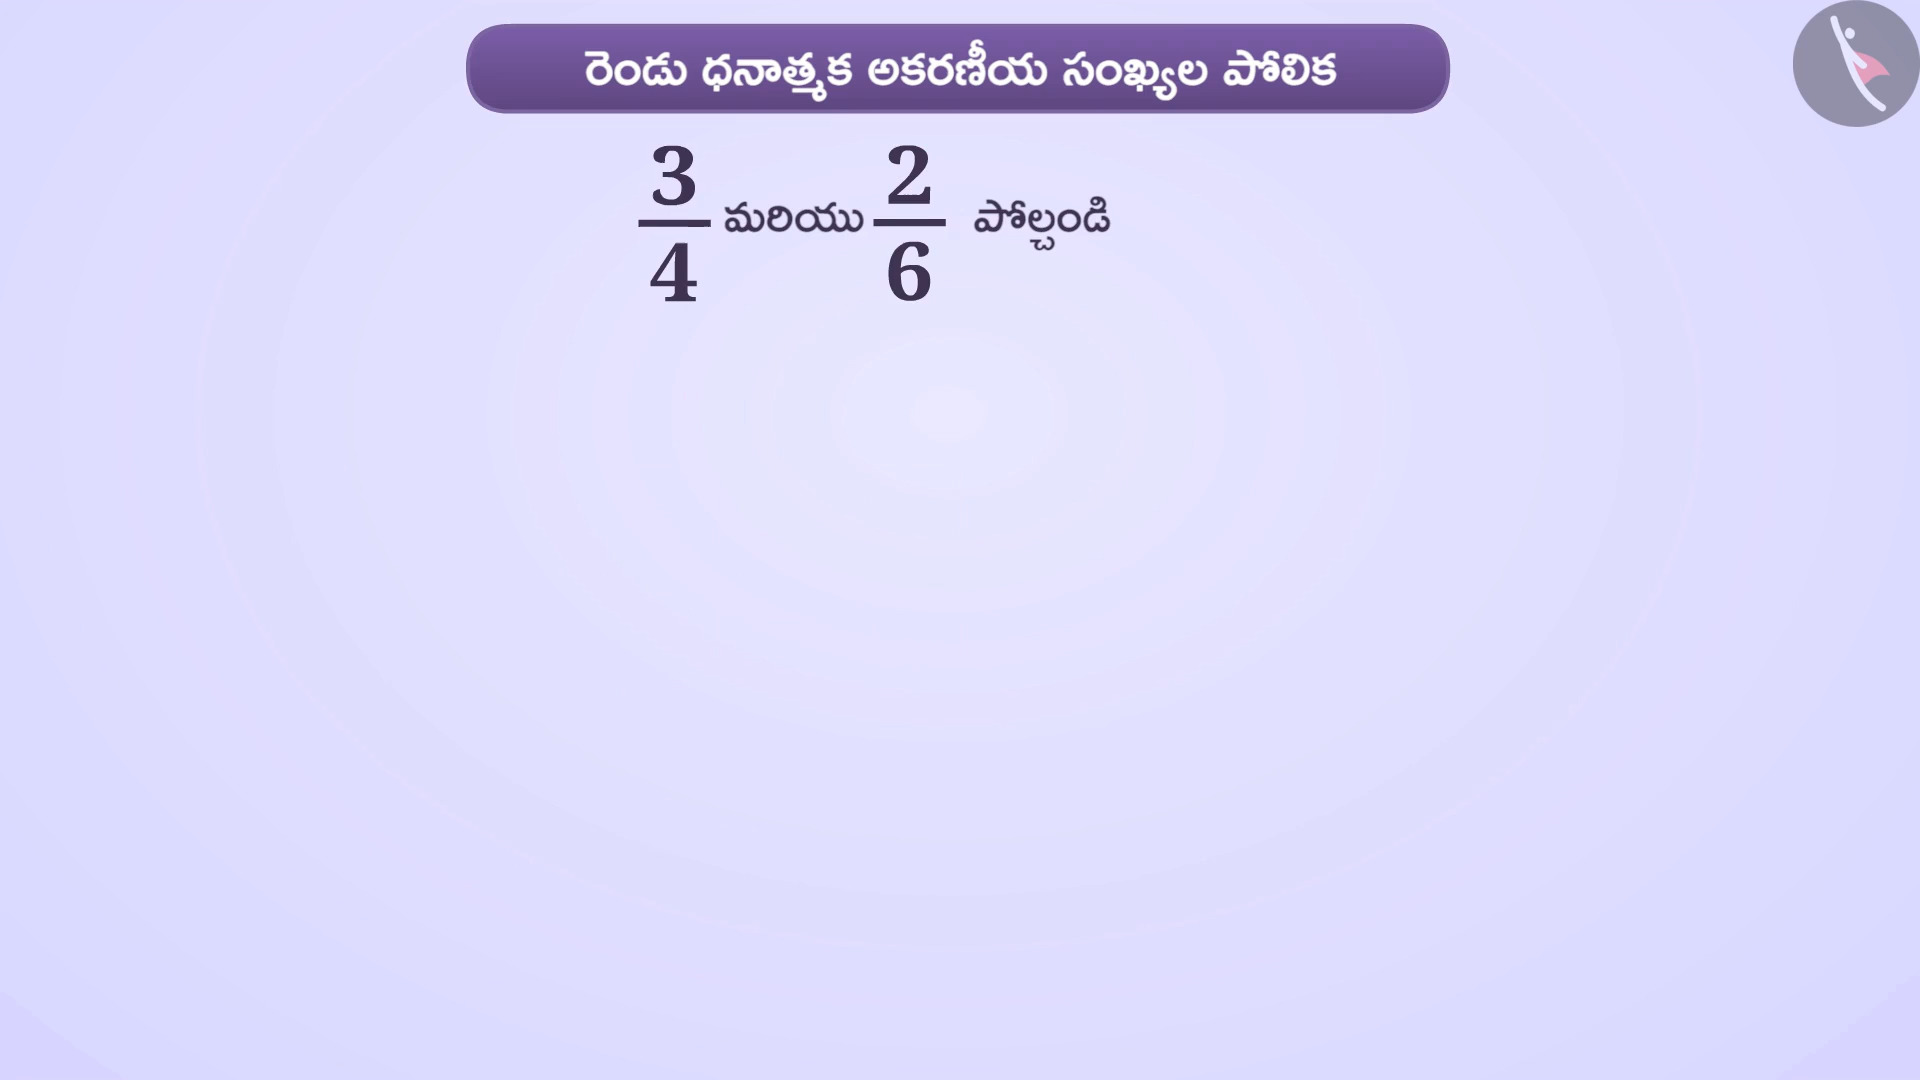 రెండు ధనాత్మక అకరణీయ సంఖ్యల పోలిక
3/4 మరియు 2/6 పోల్చండి